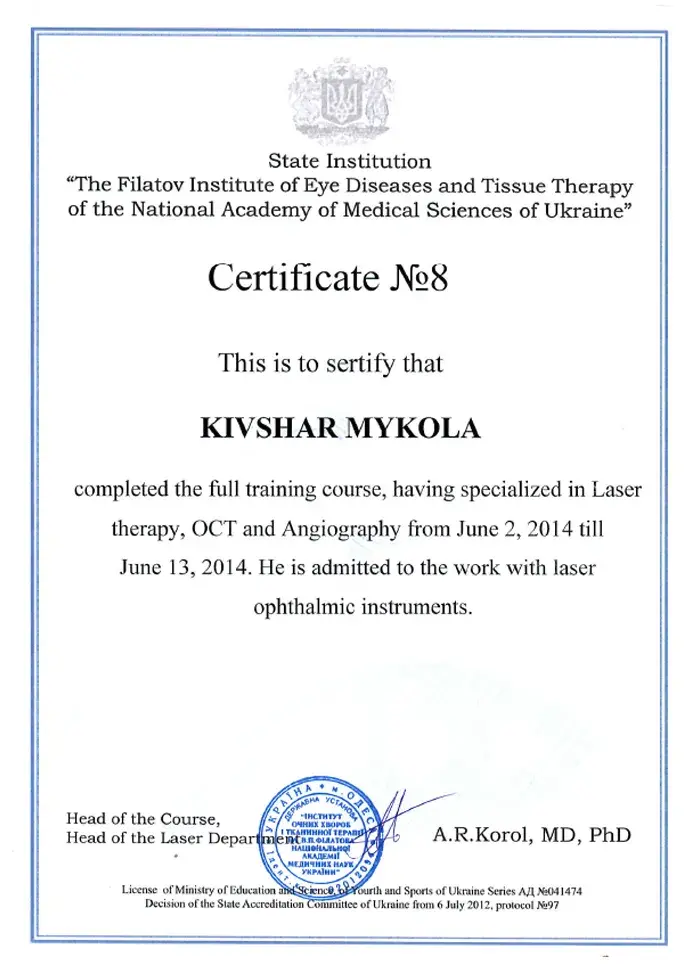 State Institution
“The Filatov Institute of Eye Diseases and Tissue Therapy
of the National Academy of Medical Sciences of Ukraine”
Certificate №8
This is to sertify that
KIVSHAR MYKOLA
completed the full training course, having specialized in Laser
therapy, OCT and Angiography from June 2, 2014 till
June 13, 2014. He is admitted to the work with laser
ophthalmic instruments.
Head of the Course,
Head of the Laser Department
A.R.Korol, MD, PhD
УКРАЇНА * м.ОДЕСА
ДЕРЖАВНА УСТАНОВА
“ІНСТИТУТ
ОЧНИХ ХВОРОБ
І ТКАНИННОЇ ТЕРАПІЇ
ім. В.П.ФІЛАТОВА
НАЦІОНАЛЬНОЇ
АКАДЕМІЇ
МЕДИЧНИХ НАУК
УКРАЇНИ”
License of Ministry of Education and Science, of Yourth and Sports of Ukraine Series АД №041474
Decision of the State Accreditation Committee of Ukraine from 6 July 2012, protocol №97